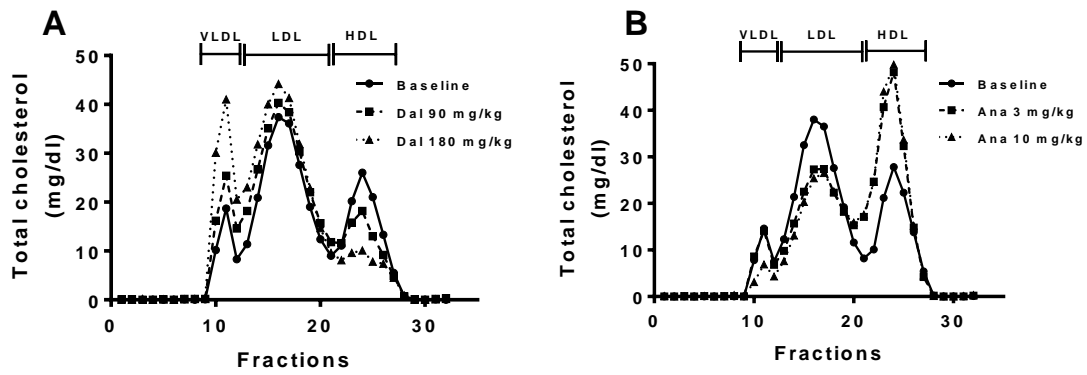 A
VLDL LDL HDL
50
40
30
20
10
0
Total cholesterol
(mg/dl)
Baseline
Dal 90 mg/kg
Dal 180 mg/kg
0 10 20 30
Fractions
B
VLDL LDL HDL
50
40
30
20
10
0
Total cholesterol
(mg/dl)
Baseline
Ana 3 mg/kg
Ana 10 mg/kg
0 10 20 30
Fractions